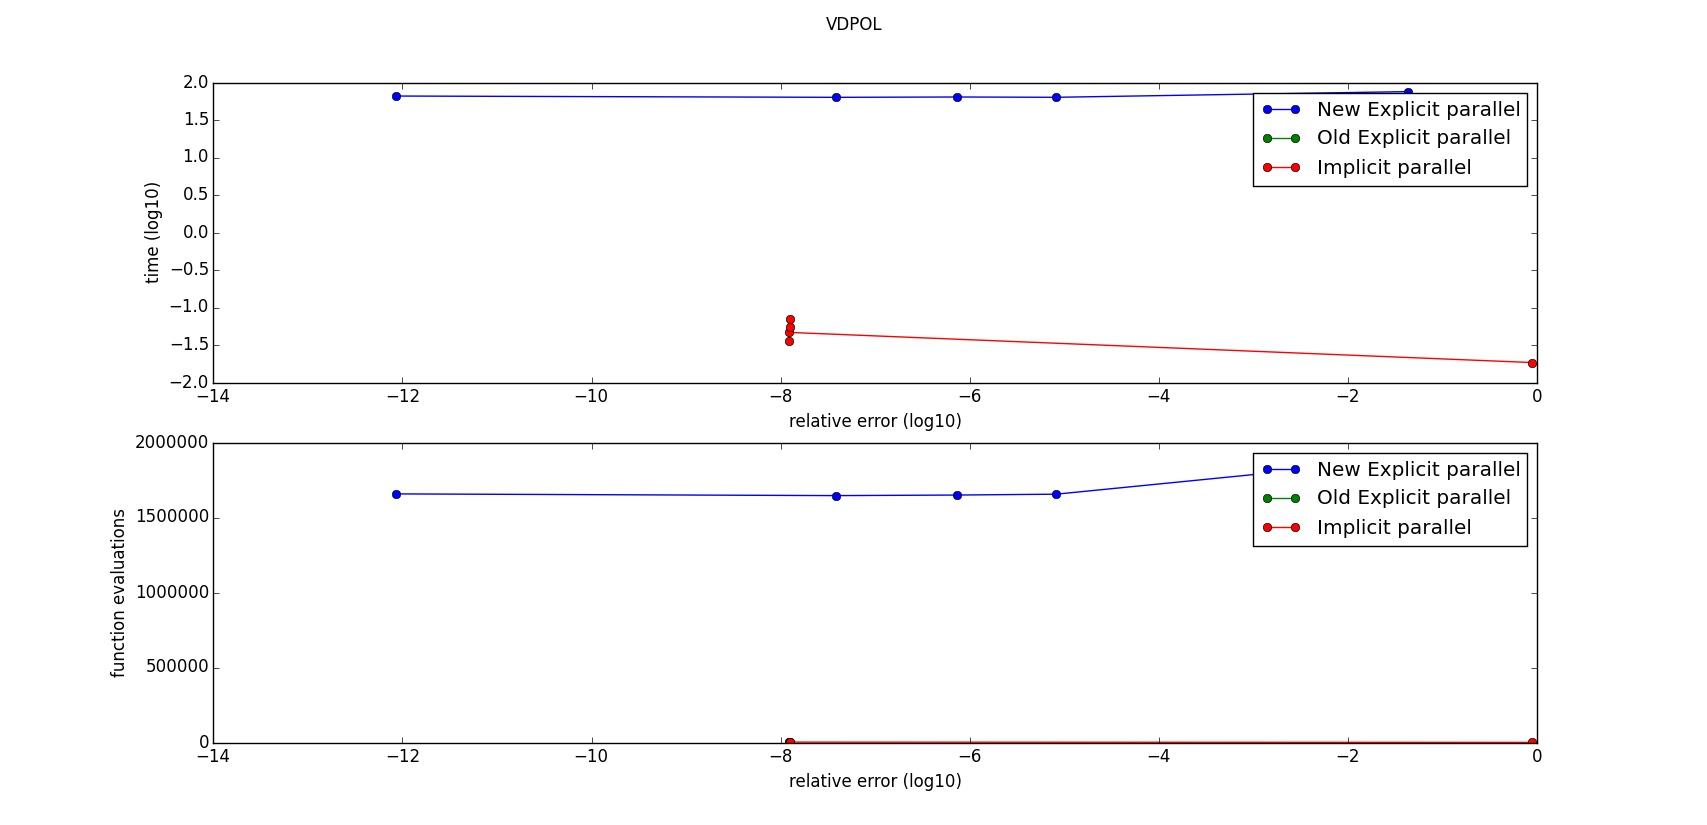 VDPOL
2.0
1.5
1.0
0.5
0.0
−0.5
−1.0
−1.5
−2.0
time (log10)
New Explicit parallel
Old Explicit parallel
Implicit parallel
−14 −12 −10 −8 −6 −4 −2 0
relative error (log10)
2000000
1500000
1000000
500000
0
function evaluations
New Explicit parallel
Old Explicit parallel
Implicit parallel
−14 −12 −10 −8 −6 −4 −2 0
relative error (log10)